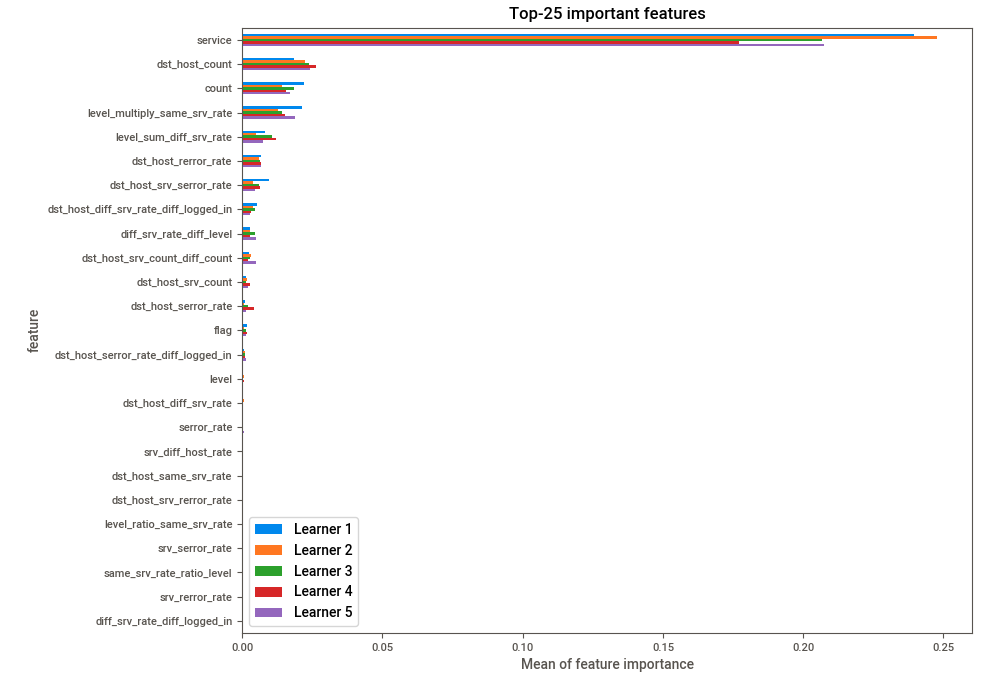 Top-25 important features
service
dst_host_count
count
level_multiply_same_srv_rate
level_sum_diff_srv_rate
dst_host_rerror_rate
dst_host_srv_serror_rate
dst_host_diff_srv_rate_diff_logged_in
diff_srv_rate_diff_level
dst_host_srv_count_diff_count
dst_host_srv_count
dst_host_serror_rate
flag
dst_host_serror_rate_diff_logged_in
level
dst_host_diff_srv_rate
serror_rate
srv_diff_host_rate
dst_host_same_srv_rate
dst_host_srv_rerror_rate
level_ratio_same_srv_rate
srv_serror_rate
same_srv_rate_ratio_level
srv_rerror_rate
diff_srv_rate_diff_logged_in
feature
Learner 1
Learner 2
Learner 3
Learner 4
Learner 5
0.00 0.05 0.10 0.15 0.20 0.25
Mean of feature importance